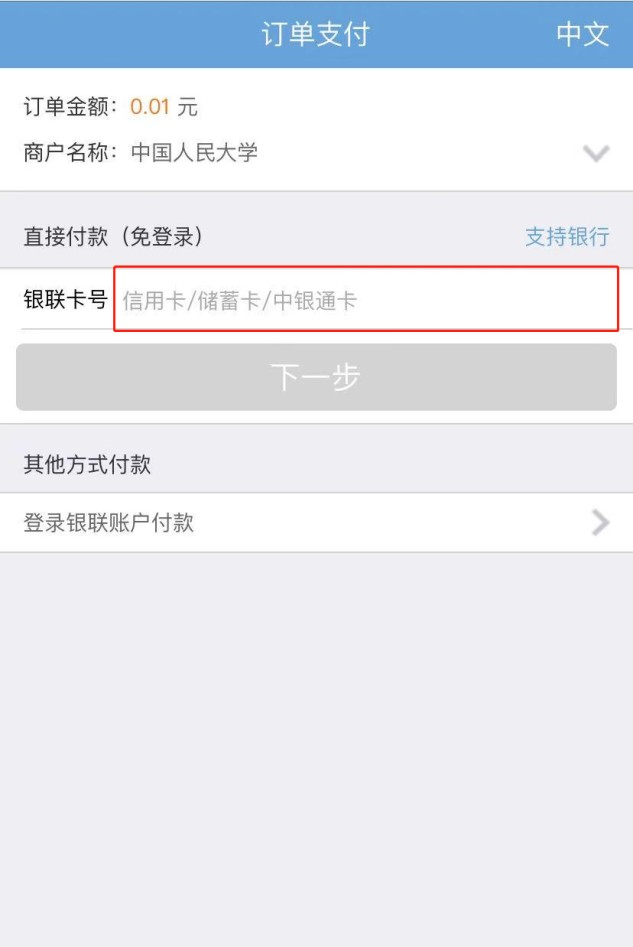 订单支付 中文
订单金额：0.01 元
商户名称：中国人民大学
直接付款（免登录） 支持银行
银联卡号 信用卡/储蓄卡/中银通卡
下一步
其他方式付款
登录银联账户付款